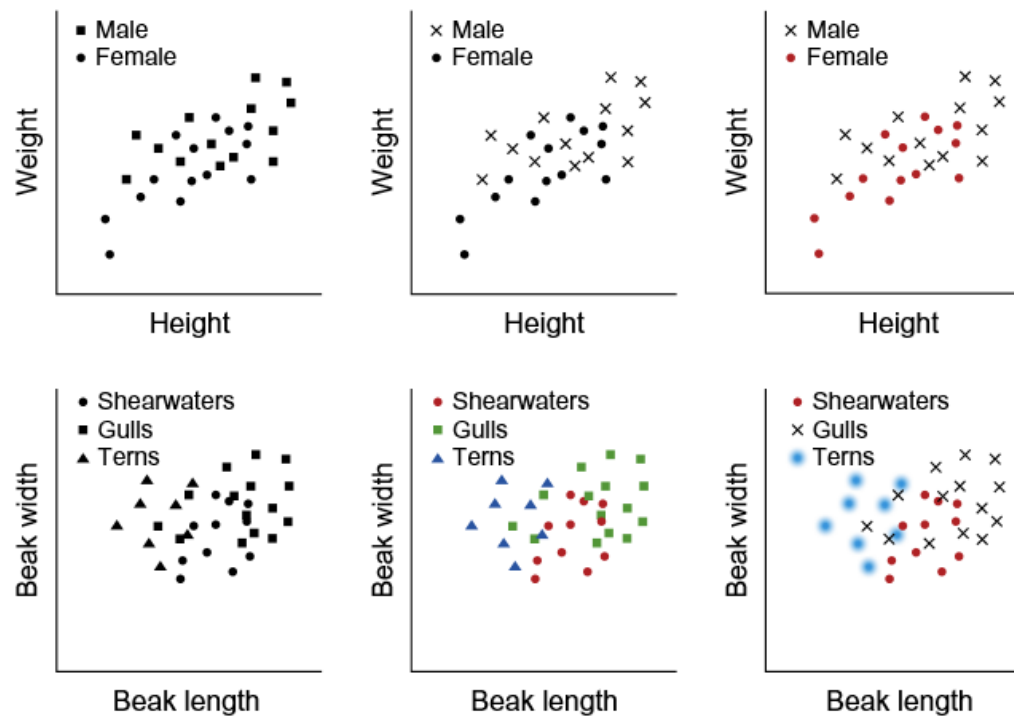 Male
Female
Weight
Height
Male
Female
Weight
Height
Male
Female
Weight
Height
Shearwaters
Gulls
Terns
Beak width
Beak length
Shearwaters
Gulls
Terns
Beak width
Beak length
Shearwaters
Gulls
Terns
Beak width
Beak length